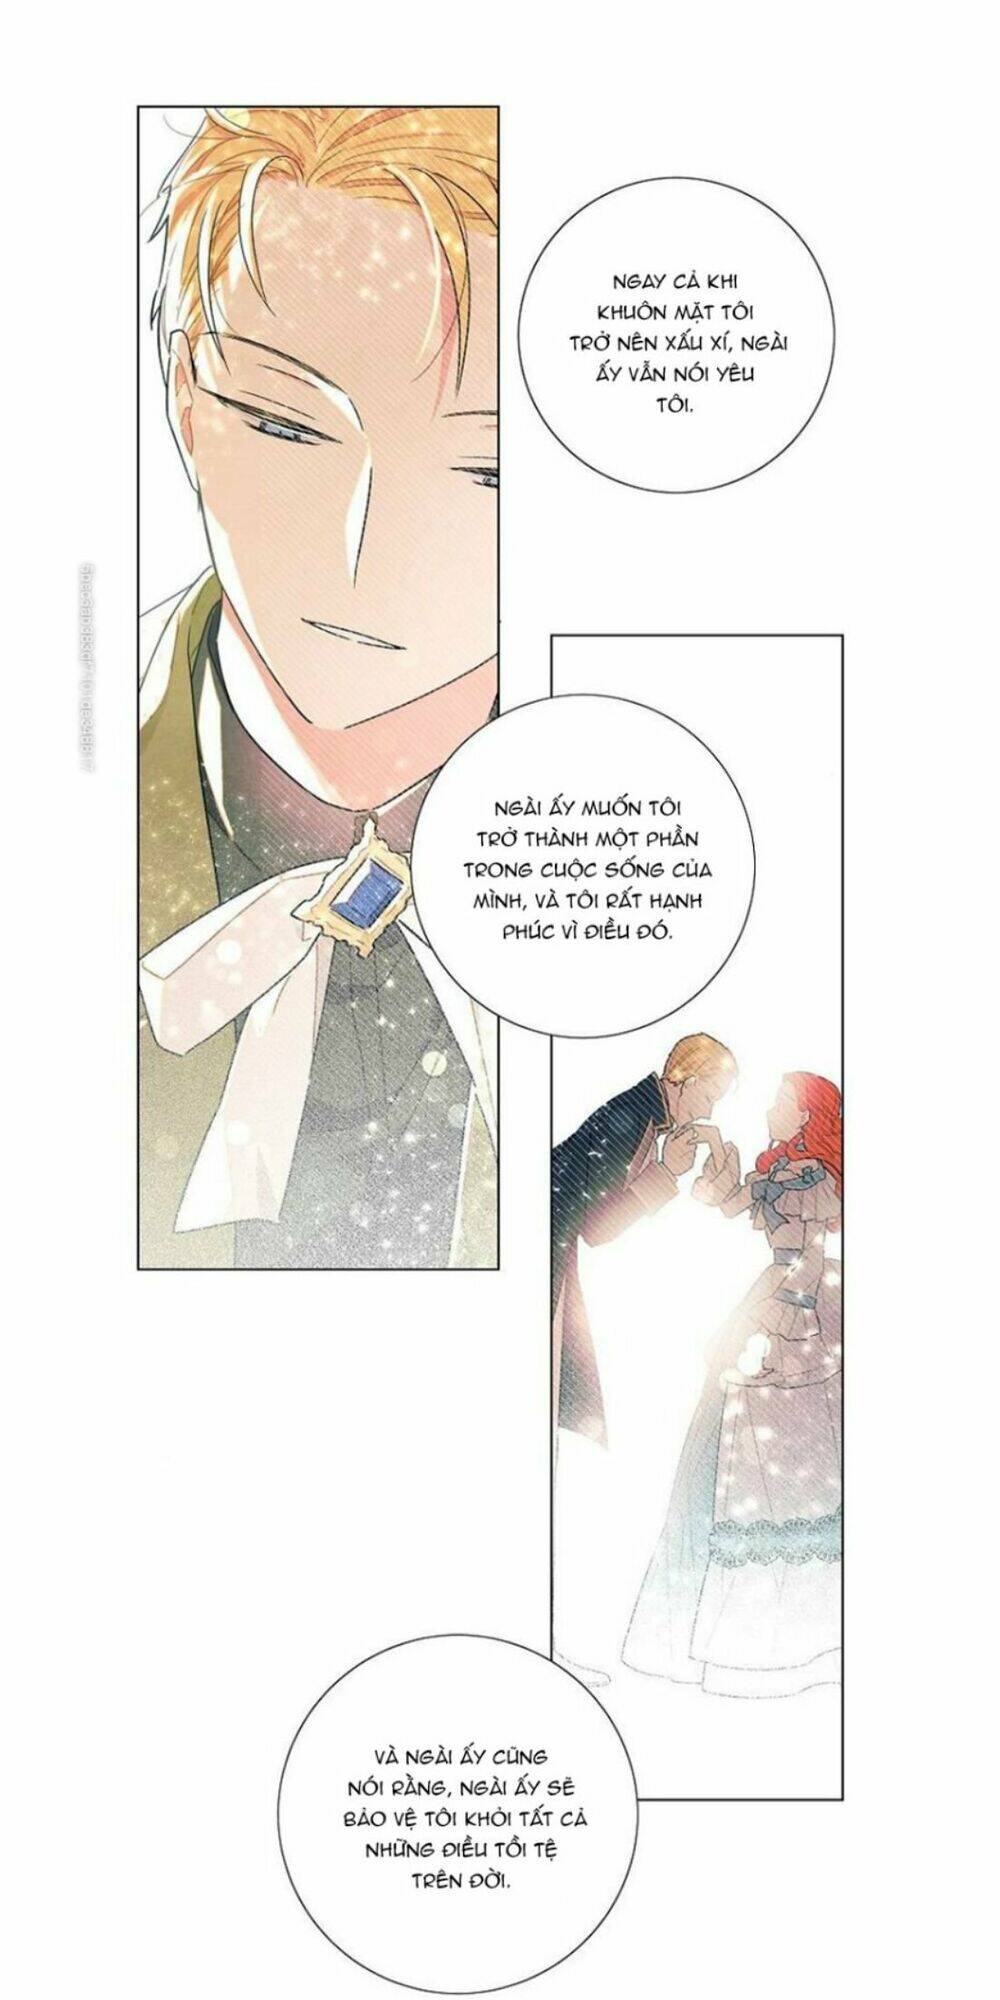 NGAY CẢ KHI
KHUÔN MẶT TÔI
TRỞ NÊN XẤU XÍ, NGÀI
ẤY VẪN NÓI YÊU
TÔI.
NGÀI ẤY MUỐN TÔI
TRỞ THÀNH MỘT PHẦN
TRONG CUỘC SỐNG CỦA
MÌNH, VÀ TÔI RẤT HẠNH
PHÚC VÌ ĐIỀU ĐÓ.
VÀ NGÀI ẤY CŨNG
NÓI RẰNG, NGÀI ẤY SẼ
BẢO VỆ TÔI KHỎI TẤT CẢ
NHỮNG ĐIỀU TỒI TỆ
TRÊN ĐỜI.